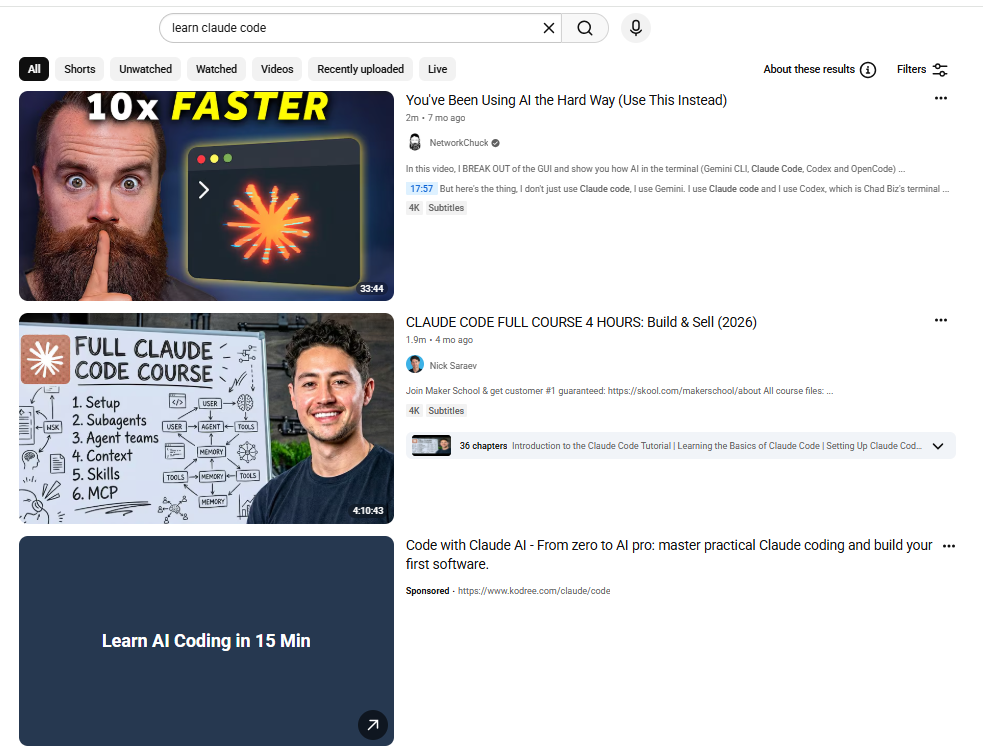 learn claude code
All
Shorts
Unwatched
Watched
Videos
Recently uploaded
Live
About these results
Filters
10x FASTER
33:44
You've Been Using AI the Hard Way (Use This Instead)
2m • 7 mo ago
NetworkChuck
In this video, I BREAK OUT of the GUI and show you how AI in the terminal (Gemini CLI, Claude Code, Codex and OpenCode) ...
17:57 But here's the thing, I don't just use Claude code, I use Gemini. I use Claude code and I use Codex, which is Chad Biz's terminal ...
4K Subtitles
FULL CLAUDE
CODE COURSE
1. Setup
2. Subagents
3. Agent teams
4. Context
5. Skills
6. MCP
WSK
USER
USER
AGENT
TOOLS
MEMORY
TOOLS
MEMORY
TOOLS
MEMORY
4:10:43
CLAUDE CODE FULL COURSE 4 HOURS: Build & Sell (2026)
1.9m • 4 mo ago
Nick Saraev
Join Maker School & get customer #1 guaranteed: https://skool.com/makerschool/about All course files: ...
4K Subtitles
36 chapters Introduction to the Claude Code Tutorial | Learning the Basics of Claude Code | Setting Up Claude Cod...
Learn AI Coding in 15 Min
Code with Claude AI - From zero to AI pro: master practical Claude coding and build your
first software.
Sponsored · https://www.kodree.com/claude/code